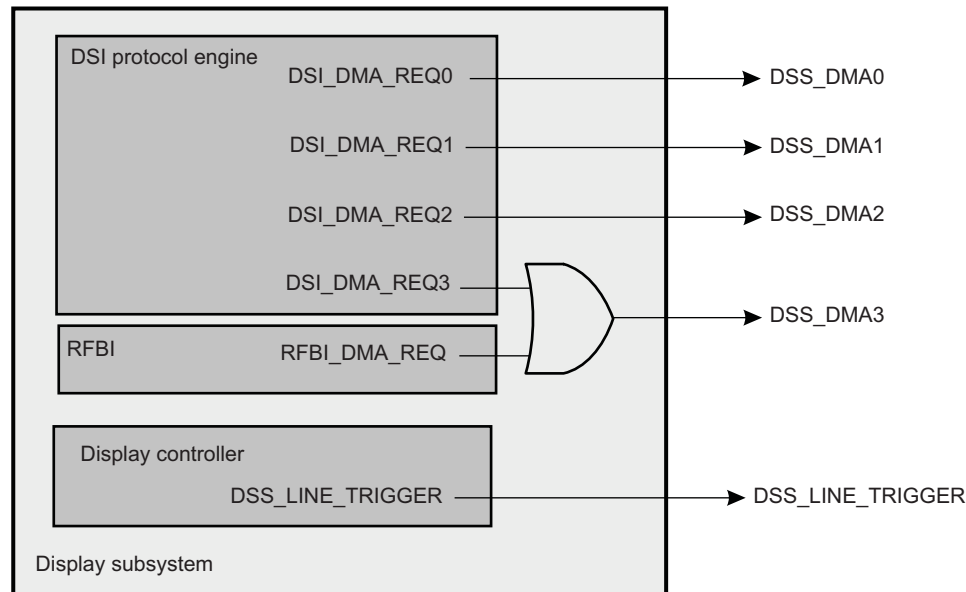 DSI protocol engine
DSI_DMA_REQ0
DSS_DMA0
DSI_DMA_REQ1
DSS_DMA1
DSI_DMA_REQ2
DSS_DMA2
DSI_DMA_REQ3
DSS_DMA3
RFBI
RFBI_DMA_REQ
Display controller
DSS_LINE_TRIGGER
DSS_LINE_TRIGGER
Display subsystem